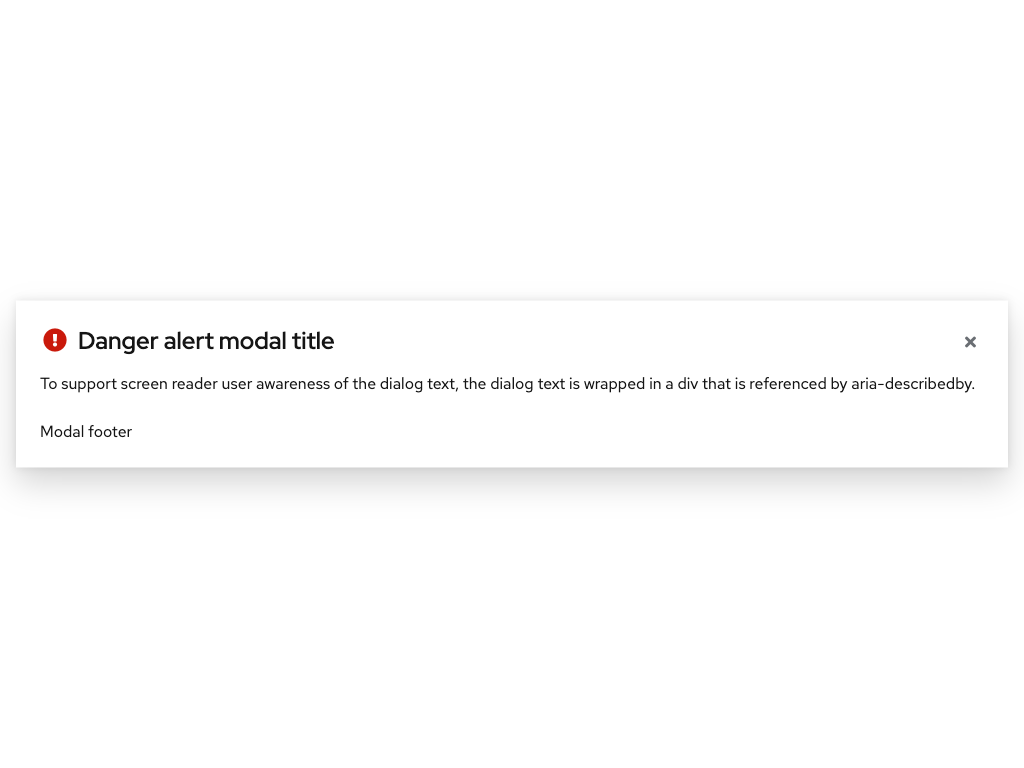 Danger alert modal title
To support screen reader user awareness of the dialog text, the dialog text is wrapped in a div that is referenced by aria-describedby.
Modal footer